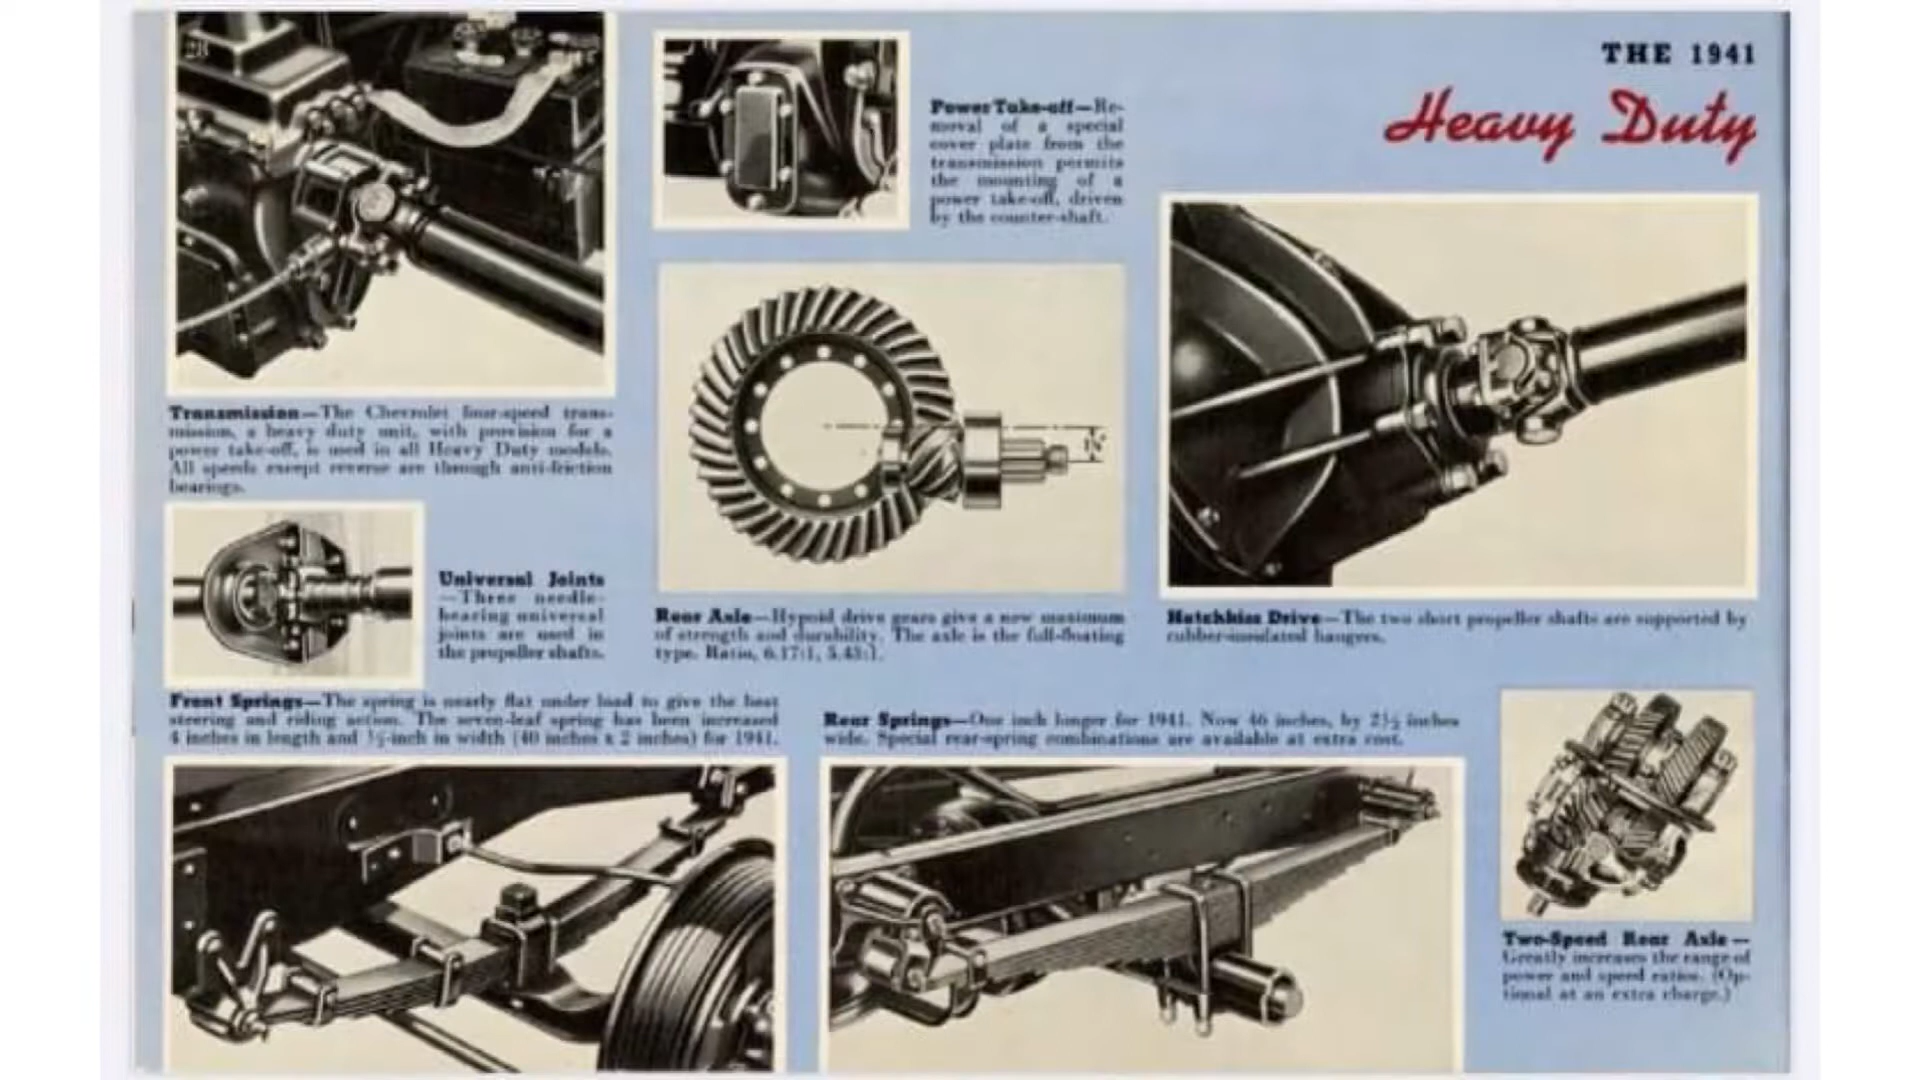 THE 1941
Heavy Duty
Power Take-off—Re-
moval of a special
cover plate from the
transmission permits
the mounting of a
power take-off, driven
by the counter-shaft.
Transmission—The Chevrolet four-speed trans-
mission, a heavy duty unit, with provision for a
power take-off, is used in all Heavy Duty models.
All speeds except reverse are through anti-friction
bearings.
Universal Joints
—Three needle-
bearing universal
joints are used in
the propeller shafts.
Rear Axle—Hypoid drive gears give a new maximum
of strength and durability. The axle is the full-floating
type. Ratio, 6.17:1, 5.43:1.
Hotchkiss Drive—The two short propeller shafts are supported by
rubber-insulated hangers.
Front Springs—The spring is nearly flat under load to give the best
steering and riding action. The seven-leaf spring has been increased
4 inches in length and inch in width (40 inches x 2 inches) for 1941.
Rear Springs—One inch longer for 1941. Now 46 inches, by 2½ inches
wide. Special rear-spring combinations are available at extra cost.
Two-Speed Rear Axle—
Greatly increases the range of
power and speed ratios. (Op-
tional at an extra charge.)